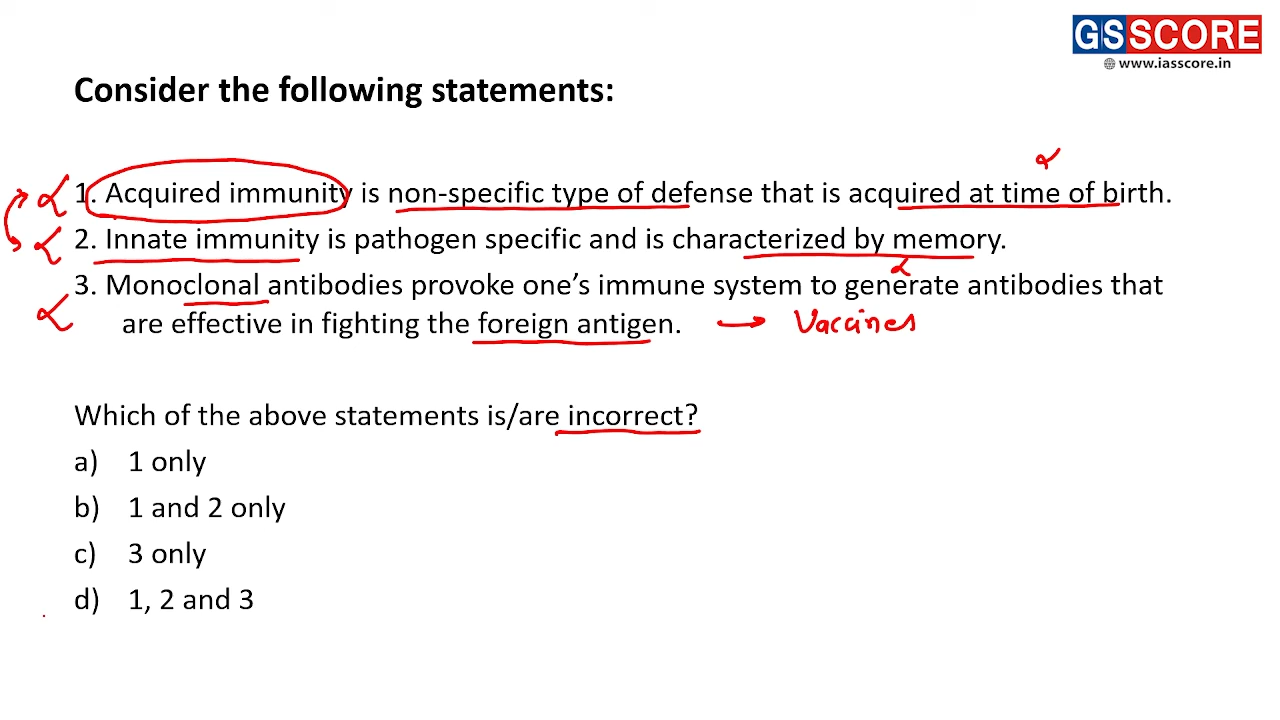 GSSCORE
www.iasscore.in
Consider the following statements:
1. Acquired immunity is non-specific type of defense that is acquired at time of birth.
2. Innate immunity is pathogen specific and is characterized by memory.
3. Monoclonal antibodies provoke one’s immune system to generate antibodies that
are effective in fighting the foreign antigen. → Vaccines
Which of the above statements is/are incorrect?
a) 1 only
b) 1 and 2 only
c) 3 only
d) 1, 2 and 3